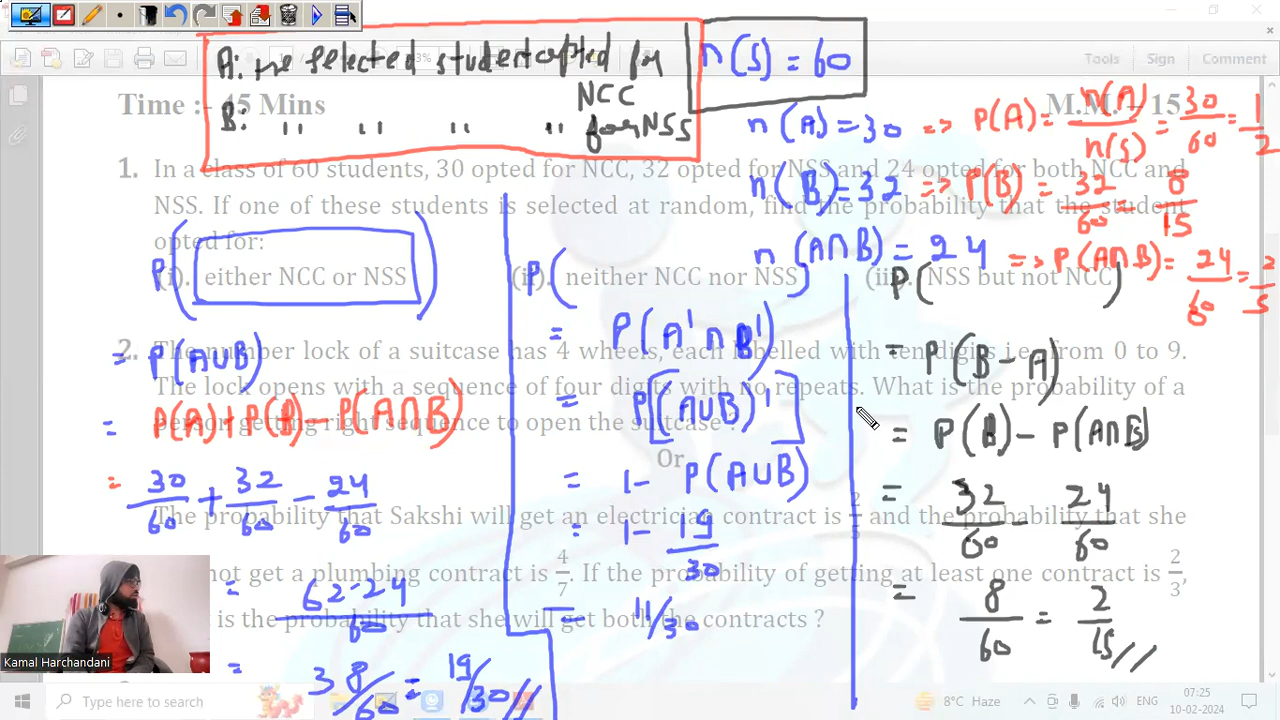 Tools Sign Comment
A: the selected student opted for NCC
B: " " " " for NSS
n(S) = 60
Time :- 45 Mins
M.M. – 15
n(A) = 30 => P(A) = n(A)/n(S) = 30/60 = 1/2
n(B) = 32 => P(B) = 32/60 = 8/15
n(A∩B) = 24 => P(A∩B) = 24/60 = 2/5
1. In a class of 60 students, 30 opted for NCC, 32 opted for NSS and 24 opted for both NCC and
NSS. If one of these students is selected at random, find the probability that the student
opted for:
(i). either NCC or NSS (ii) neither NCC nor NSS (iii) NSS but not NCC
P( )
= P(A∪B)
= P(A) + P(B) – P(A∩B)
= 30/60 + 32/60 – 24/60
= 62-24/60
= 38/60 = 19/30 //
P( )
= P(A' ∩ B')
= P[(A∪B)']
= 1 - P(A∪B)
= 1 - 19/30
= 11/30
P( )
= P(B – A)
= P(B) – P(A∩B)
= 32/60 – 24/60
= 8/60 = 2/15 //
2. The number lock of a suitcase has 4 wheels, each labelled with ten digits i.e. from 0 to 9.
The lock opens with a sequence of four digits with no repeats. What is the probability of a
person getting right sequence to open the suitcase ?
Or
The probability that Sakshi will get an electrician contract is 2/5 and the probability that she
not get a plumbing contract is 4/7. If the probability of getting at least one contract is 2/3,
is the probability that she will get both the contracts ?
Kamal Harchandani
Type here to search
8°C Haze
ENG
07:25
10-02-2024